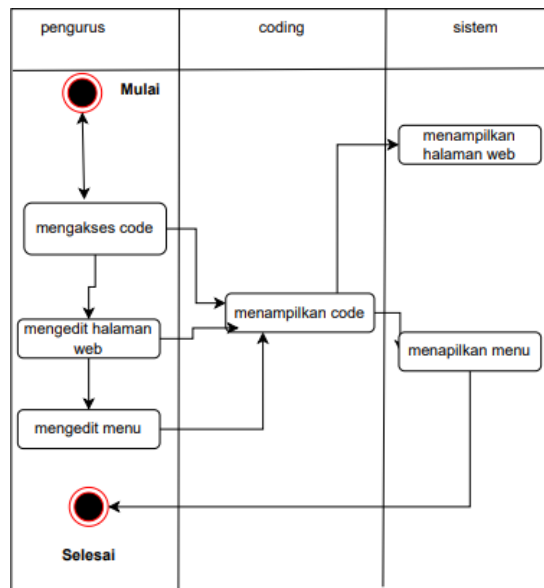 pengurus
coding
sistem
Mulai
menampilkan
halaman web
mengakses code
menampilkan code
mengedit halaman
web
menapilkan menu
mengedit menu
Selesai